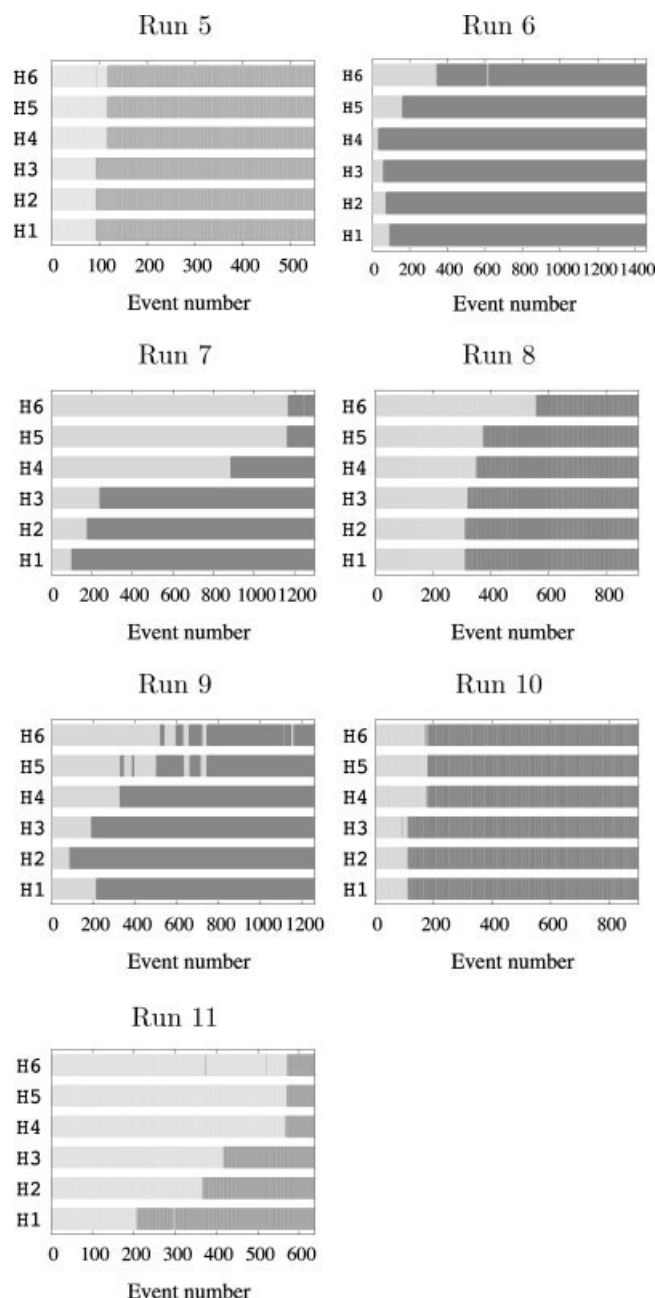 Run 5
H6
H5
H4
H3
H2
H1
0 100 200 300 400 500
Event number
Run 6
H6
H5
H4
H3
H2
H1
0 200 400 600 800 1000 1200 1400
Event number
Run 7
H6
H5
H4
H3
H2
H1
0 200 400 600 800 1000 1200
Event number
Run 8
H6
H5
H4
H3
H2
H1
0 200 400 600 800
Event number
Run 9
H6
H5
H4
H3
H2
H1
0 200 400 600 800 1000 1200
Event number
Run 10
H6
H5
H4
H3
H2
H1
0 200 400 600 800
Event number
Run 11
H6
H5
H4
H3
H2
H1
0 100 200 300 400 500 600
Event number